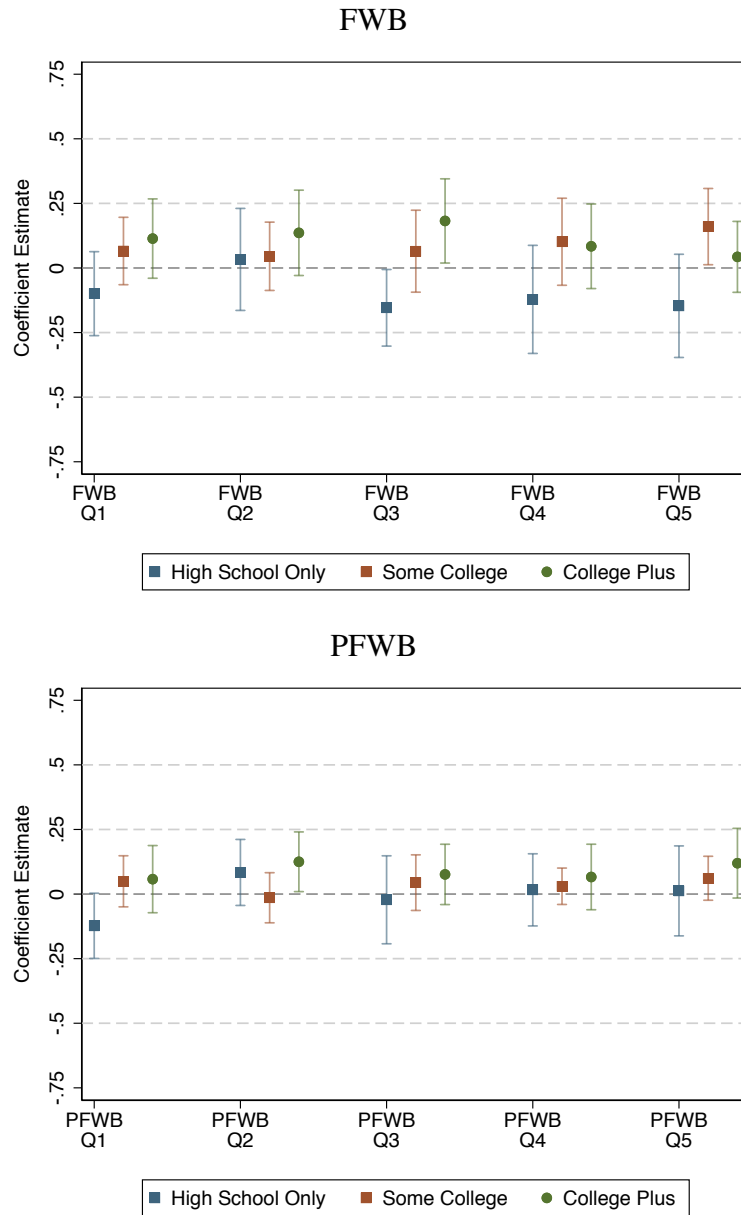 FWB
.75
.5
.25
0
-.25
-.5
-.75
Coefficient Estimate
FWB FWB FWB FWB FWB
Q1 Q2 Q3 Q4 Q5
High School Only Some College College Plus
PFWB
.75
.5
.25
0
-.25
-.5
-.75
Coefficient Estimate
PFWB PFWB PFWB PFWB PFWB
Q1 Q2 Q3 Q4 Q5
High School Only Some College College Plus